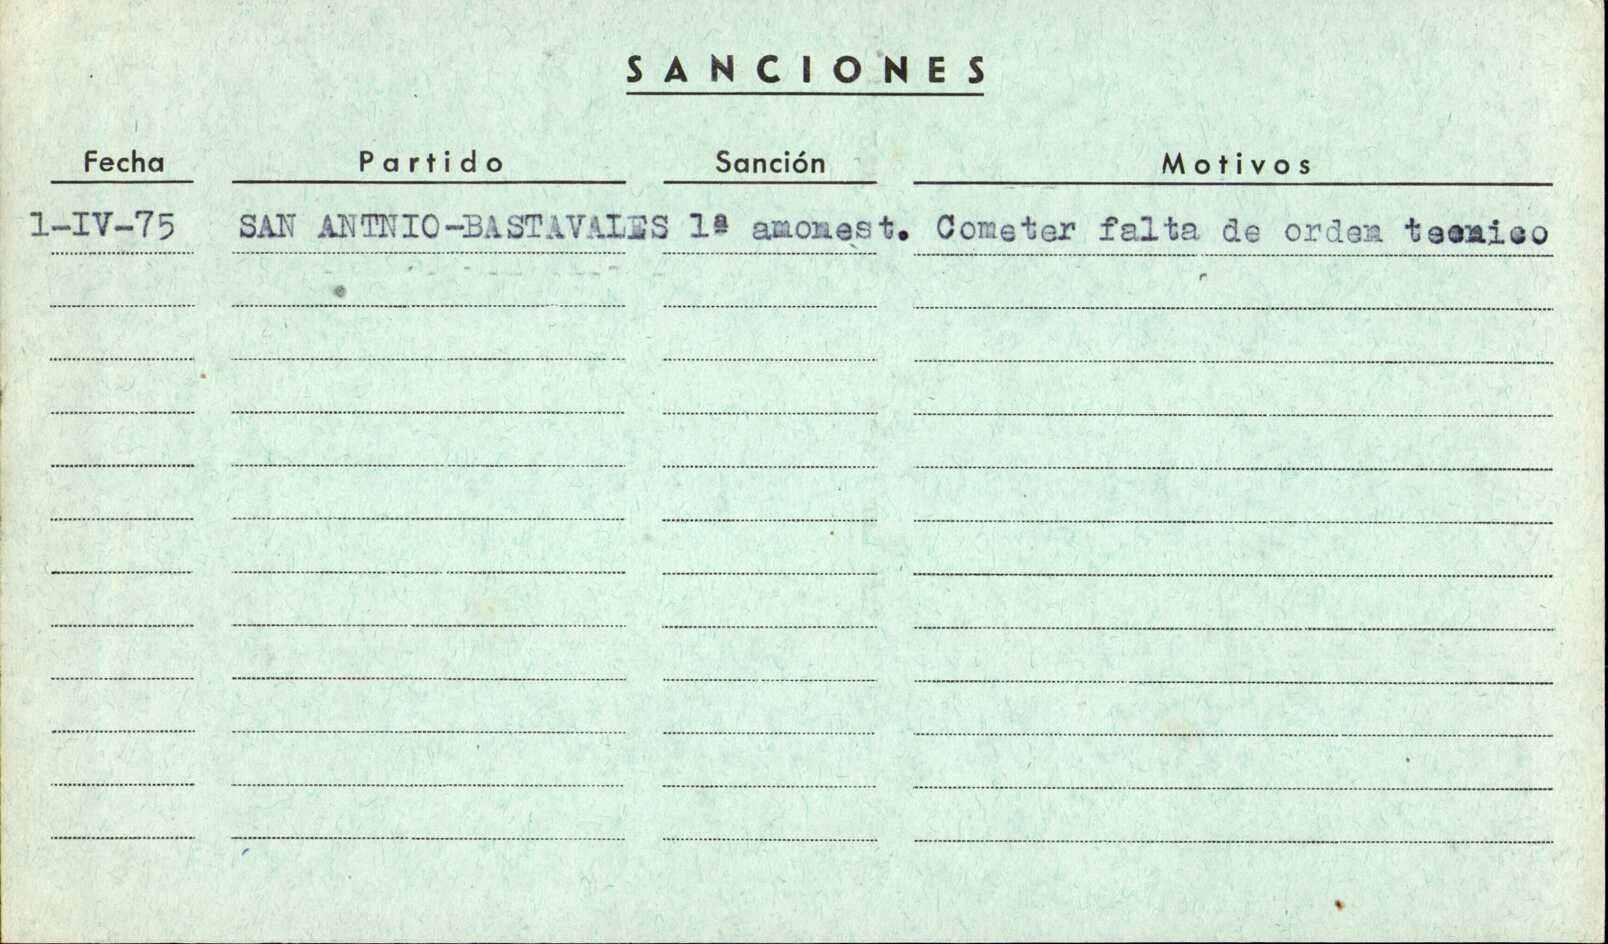 SANCIONES
Fecha Partido Sanción Motivos
1-IV-75 SAN ANTNIO-BASTAVALES 1ª amonest. Cometer falta de orden tecnico